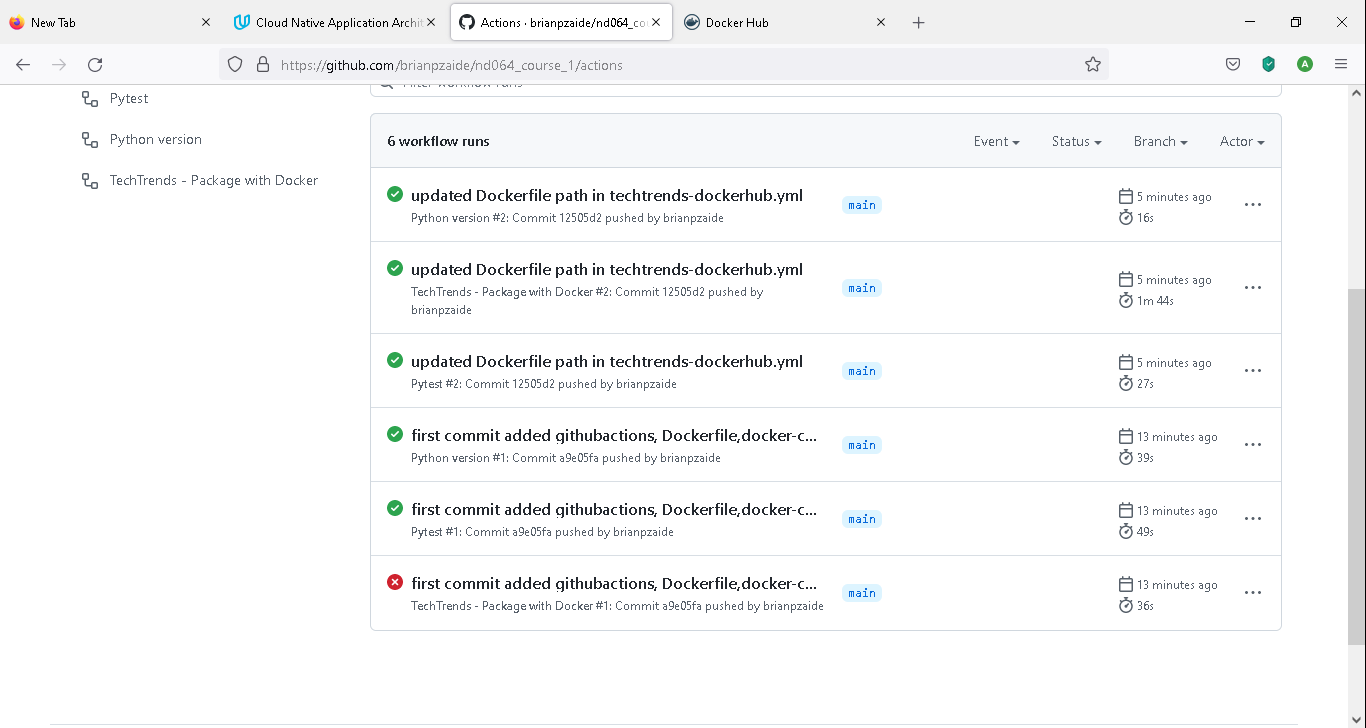 New Tab
Cloud Native Application Archit
Actions · brianpzaide/nd064_co
Docker Hub
https://github.com/brianpzaide/nd064_course_1/actions
A
Pytest
Filter workflow runs
Python version
TechTrends - Package with Docker
6 workflow runs
Event
Status
Branch
Actor
updated Dockerfile path in techtrends-dockerhub.yml
Python version #2: Commit 12505d2 pushed by brianpzaide
main
5 minutes ago
16s
updated Dockerfile path in techtrends-dockerhub.yml
TechTrends - Package with Docker #2: Commit 12505d2 pushed by
brianpzaide
main
5 minutes ago
1m 44s
updated Dockerfile path in techtrends-dockerhub.yml
Pytest #2: Commit 12505d2 pushed by brianpzaide
main
5 minutes ago
27s
first commit added githubactions, Dockerfile,docker-c...
Python version #1: Commit a9e05fa pushed by brianpzaide
main
13 minutes ago
39s
first commit added githubactions, Dockerfile,docker-c...
Pytest #1: Commit a9e05fa pushed by brianpzaide
main
13 minutes ago
49s
first commit added githubactions, Dockerfile,docker-c...
TechTrends - Package with Docker #1: Commit a9e05fa pushed by brianpzaide
main
13 minutes ago
36s